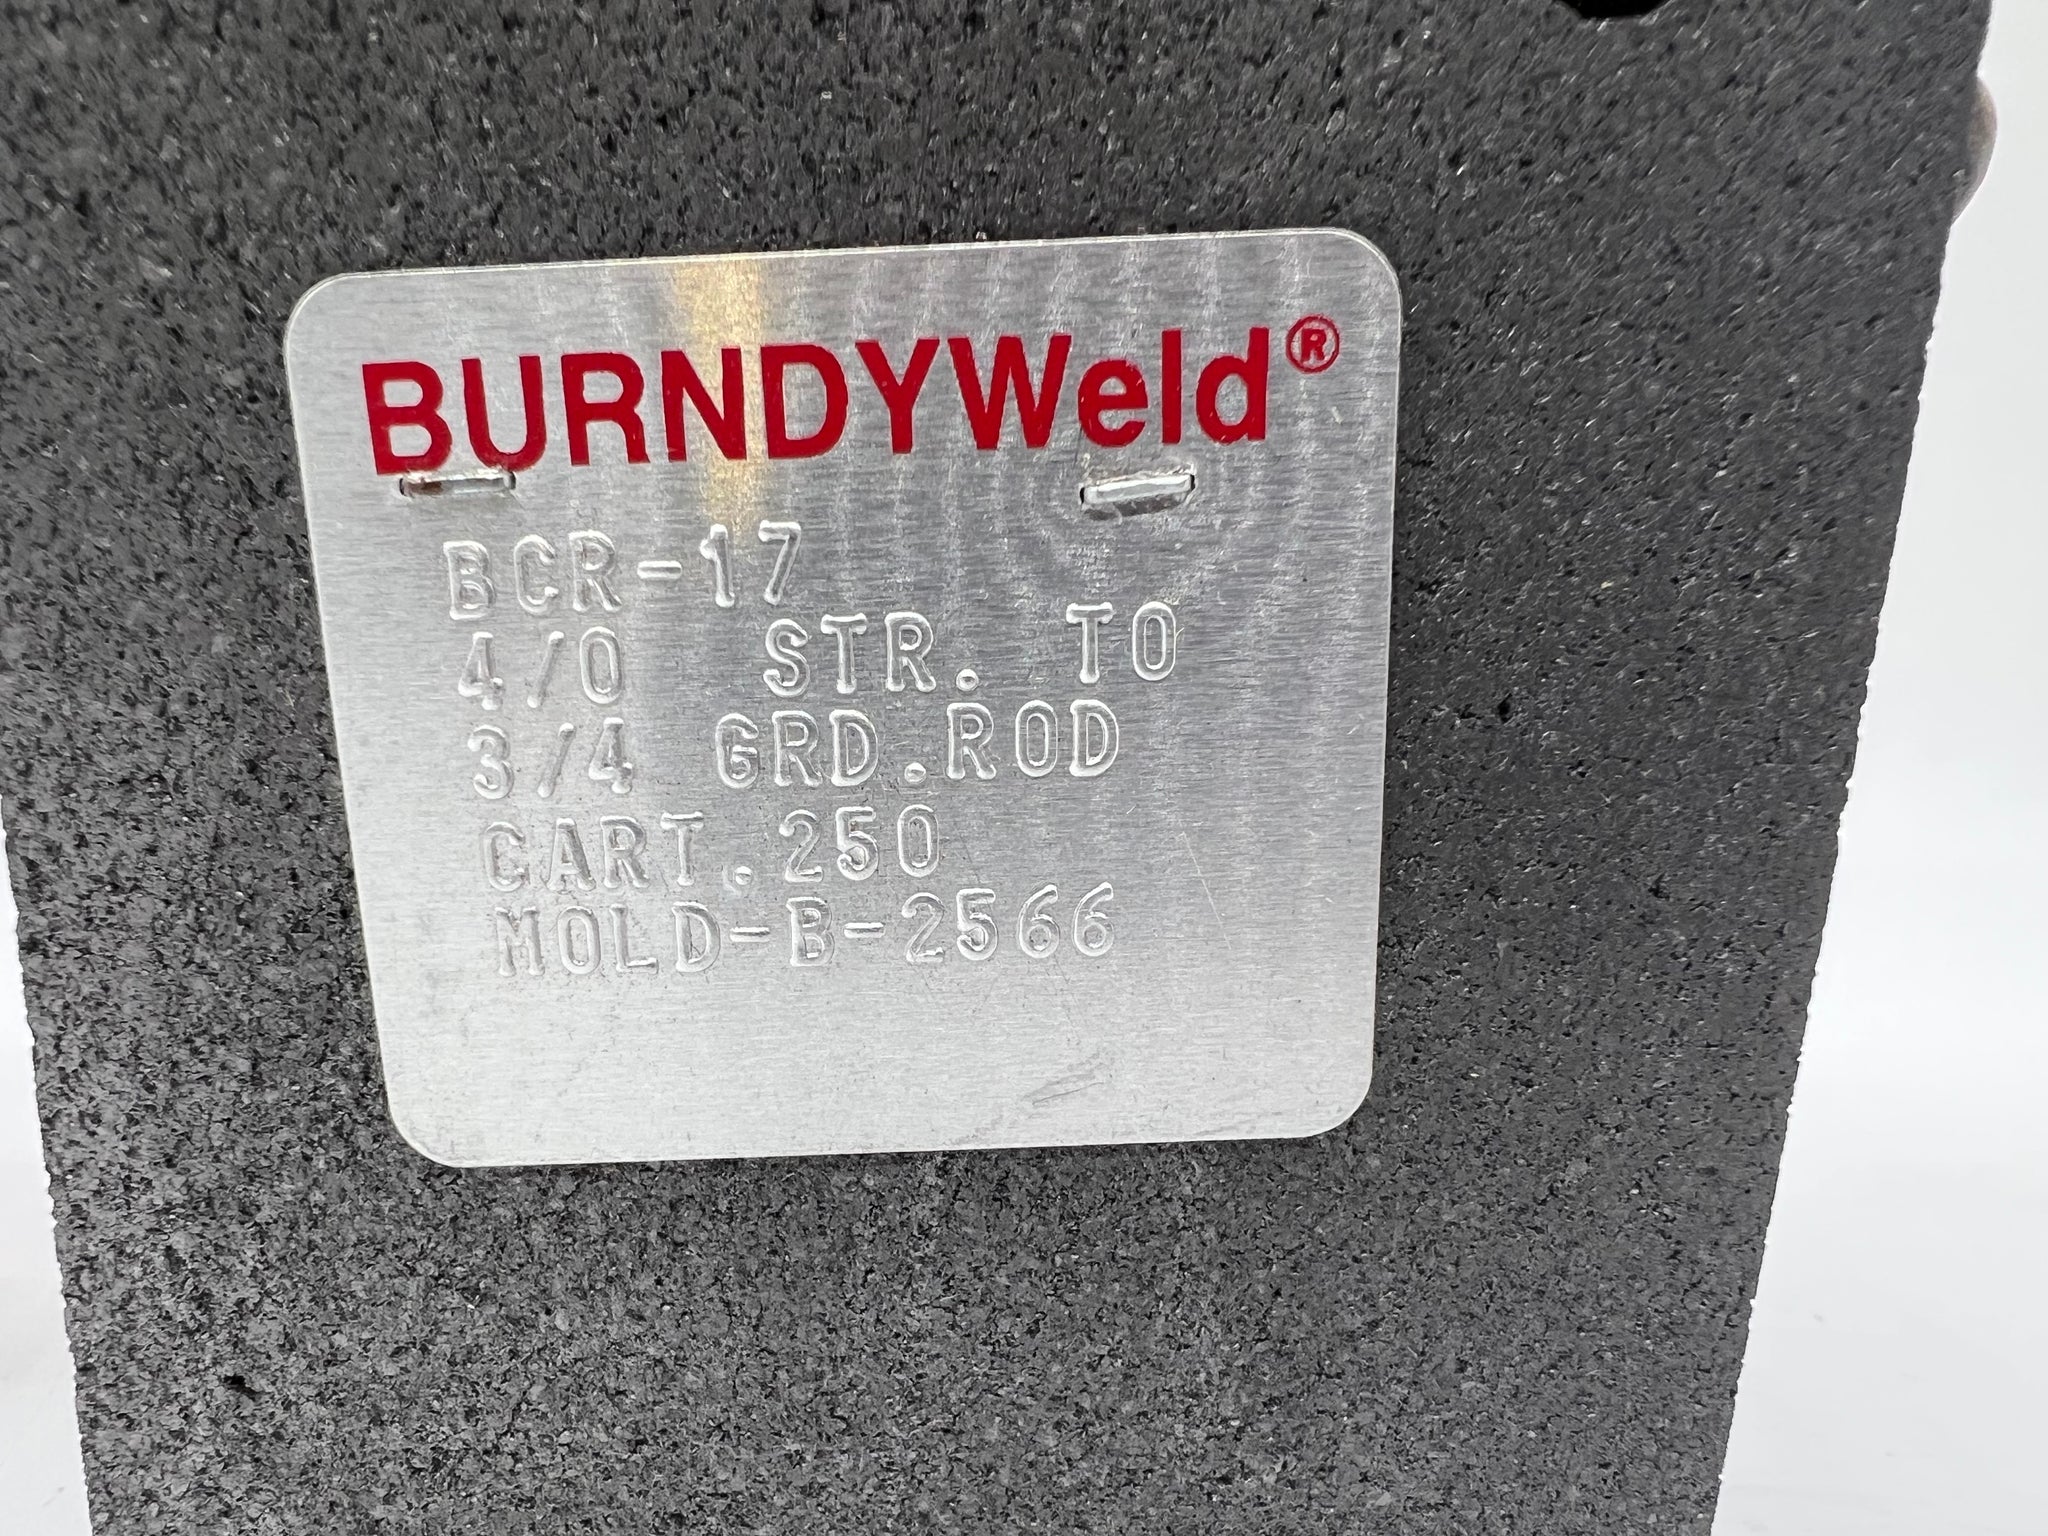 BURNDYWeld®
BCR-17
4/0 STR. TO
3/4 GRD.ROD
CART.250
MOLD-B-2566